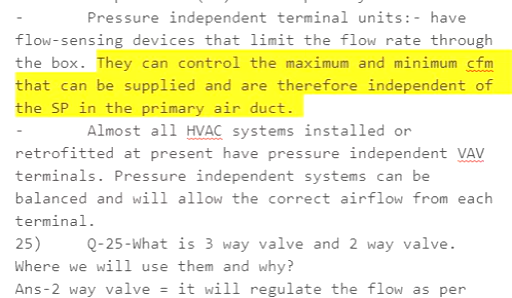 - Pressure independent terminal units:- have
flow-sensing devices that limit the flow rate through
the box. They can control the maximum and minimum cfm
that can be supplied and are therefore independent of
the SP in the primary air duct.
- Almost all HVAC systems installed or
retrofitted at present have pressure independent VAV
terminals. Pressure independent systems can be
balanced and will allow the correct airflow from each
terminal.
25) Q-25-What is 3 way valve and 2 way valve.
Where we will use them and why?
Ans-2 way valve = it will regulate the flow as per